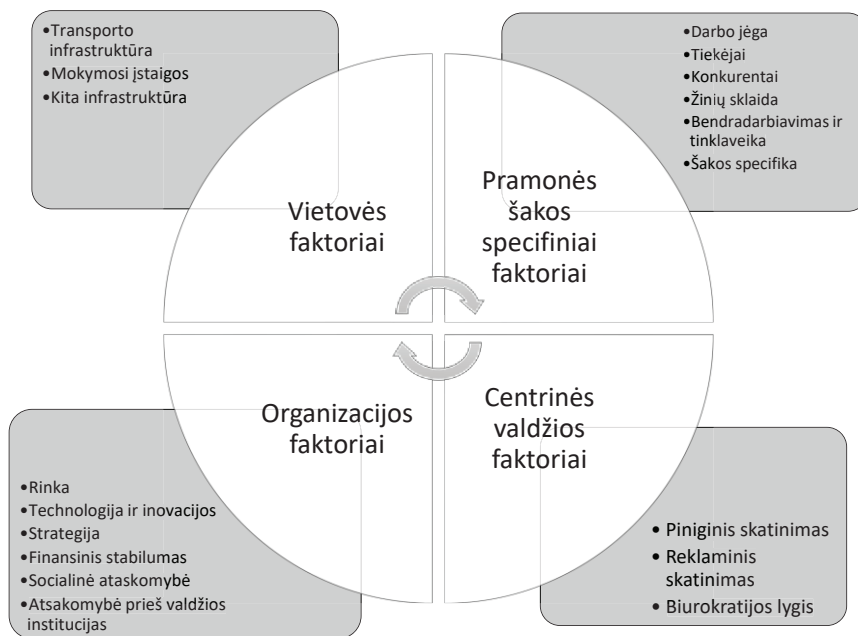 •Transporto
infrastruktūra
•Mokymosi įstaigos
•Kita infrastruktūra
•Darbo jėga
•Tiekėjai
•Konkurentai
•Žinių sklaida
•Bendradarbiavimas ir
tinklaveika
•Šakos specifika
Vietovės
faktoriai
Pramonės
šakos
specifiniai
faktoriai
Organizacijos
faktoriai
Centrinės
valdžios
faktoriai
•Rinka
•Technologija ir inovacijos
•Strategija
•Finansinis stabilumas
•Socialinė ataskomybė
•Atsakomybė prieš valdžios
institucijas
• Piniginis skatinimas
• Reklaminis
skatinimas
• Biurokratijos lygis